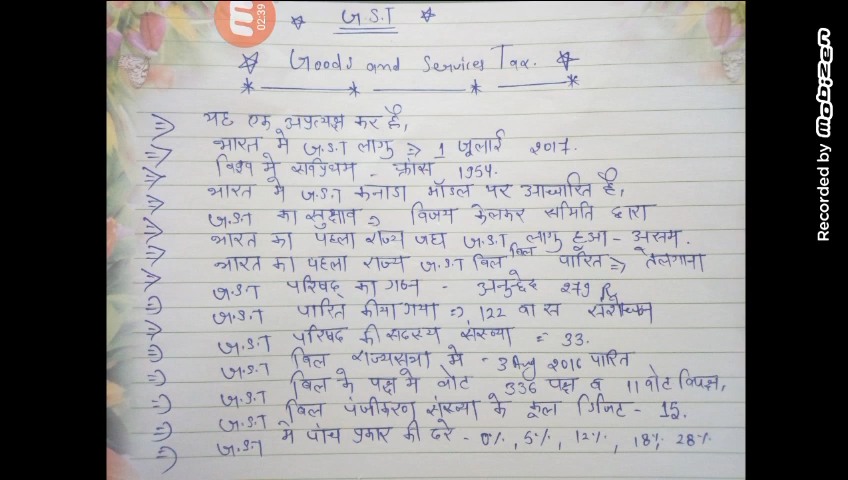 02:39
G.S.T
Goods and Services Tax.
यह एक अप्रत्यक्ष कर है,
भारत मे G.S.T लागु ⇒ 1 जूलाई 2017.
विश्व मे सर्वप्रथम - फ्रांस 1954.
भारत मे G.S.T कनाडा मॉडल पर आधारित है,
G.S.T का सुझाव ⇒ विजय केलकर समिति द्वारा
भारत का पहला राज्य जहा G.S.T लागु हुआ - असम.
भारत का पहला राज्य G.S.T बिल बिल पारित ⇒ तेलगाना
G.S.T परिषद् का गठन - अनुच्छेद 279
G.S.T पारित कीया गया ⇒ 122 वा स संशोधन
G.S.T परिषद की सदस्य संख्या = 33.
G.S.T बिल राज्यसभा मे - 3 2016 पारित
G.S.T बिल के पक्ष मे वोट 336 पक्ष व 11 वोट विपक्ष,
G.S.T बिल पंजीकरण संख्या के कुल डिजिट - 15.
G.S.T मे पांच प्रकार की दरे - 0%, 5%, 12%, 18% 28%
Recorded by Mobizen